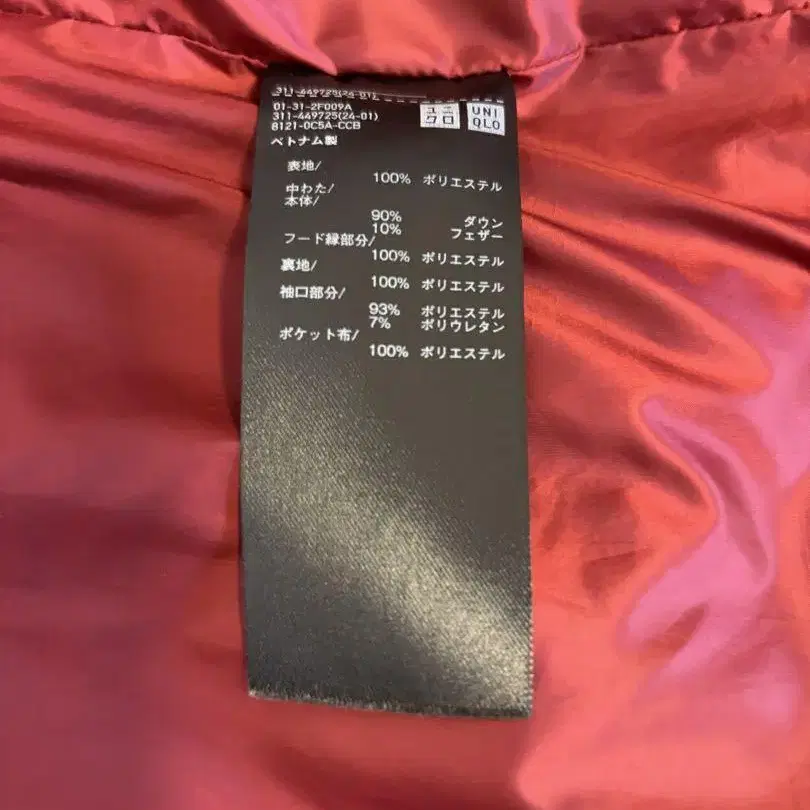 311-449725(24-01)
01-31-2F009A
311-449725(24-01)
8121-0C5A-CCB
ユニ
クロ
UNI
QLO
ベトナム製
表地/
100% ポリエステル
中わた/
本体/
90% ダウン
10% フェザー
フード縁部分/
100% ポリエステル
裏地/
100% ポリエステル
袖口部分/
93% ポリエステル
7% ポリウレタン
ポケット布/
100% ポリエステル